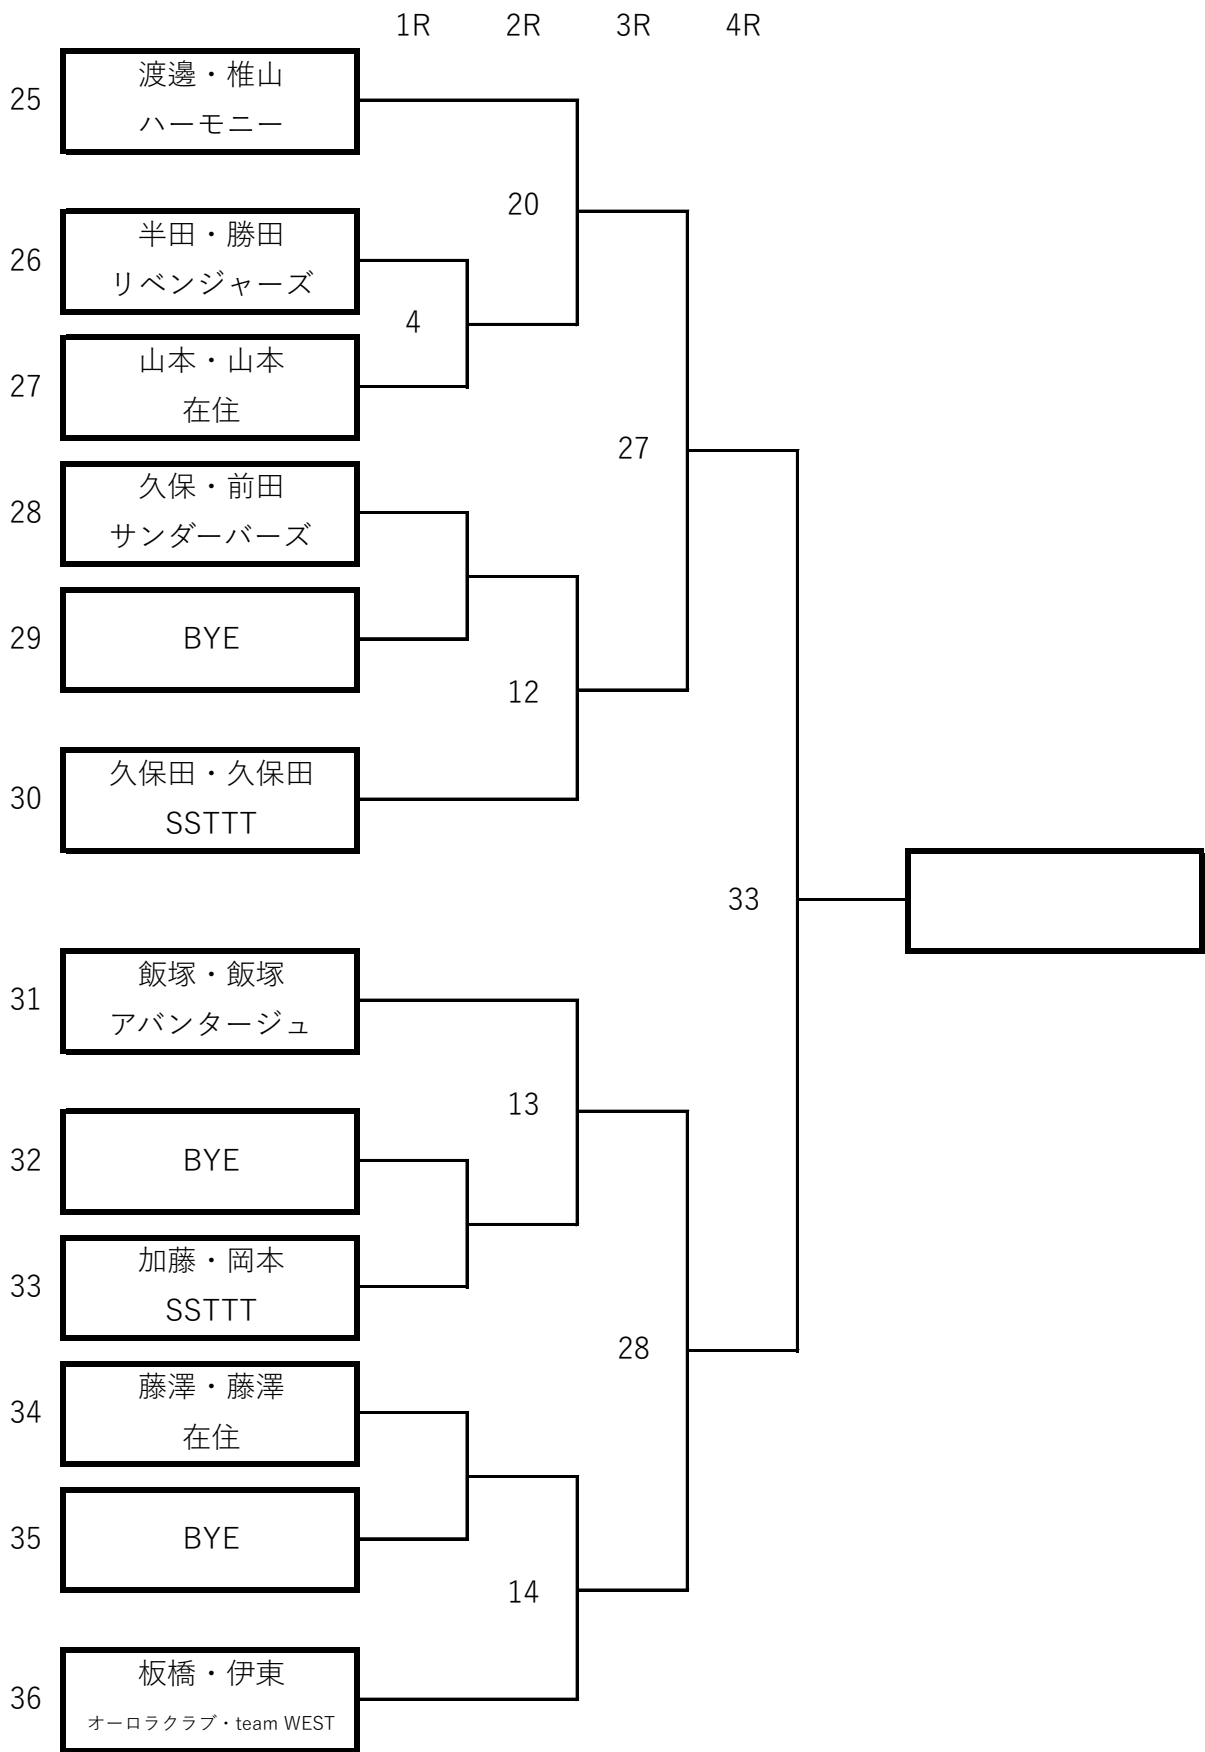 1R 2R 3R 4R
25
渡邊・椎山
ハーモニー
20
26
半田・勝田
リベンジャーズ
4
27
山本・山本
在住
27
28
久保・前田
サンダーバーズ
29
BYE
12
30
久保田・久保田
SSTTT
33
31
飯塚・飯塚
アバンタージュ
13
32
BYE
33
加藤・岡本
SSTTT
28
34
藤澤・藤澤
在住
35
BYE
14
36
板橋・伊東
オーロラクラブ・team WEST